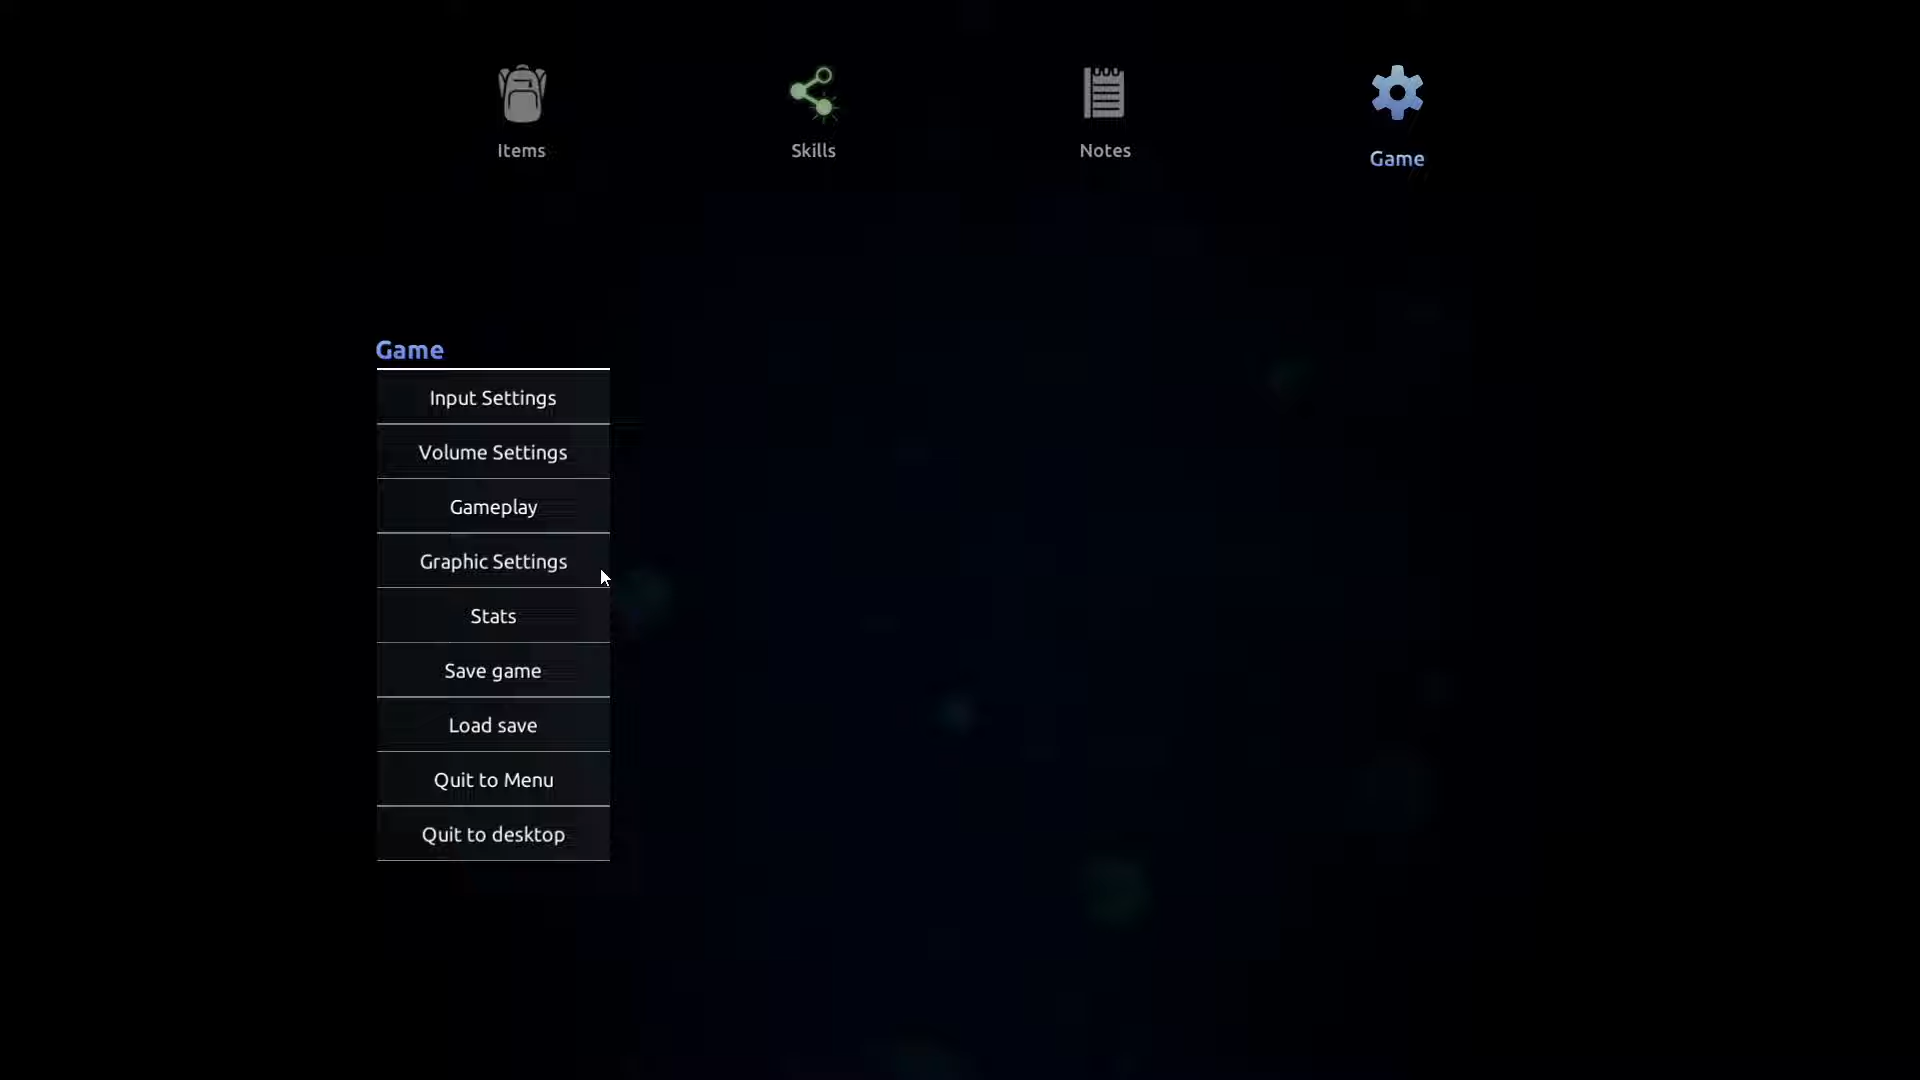 Items
Skills
Notes
Game
Game
Input Settings
Volume Settings
Gameplay
Graphic Settings
Stats
Save game
Load save
Quit to Menu
Quit to desktop